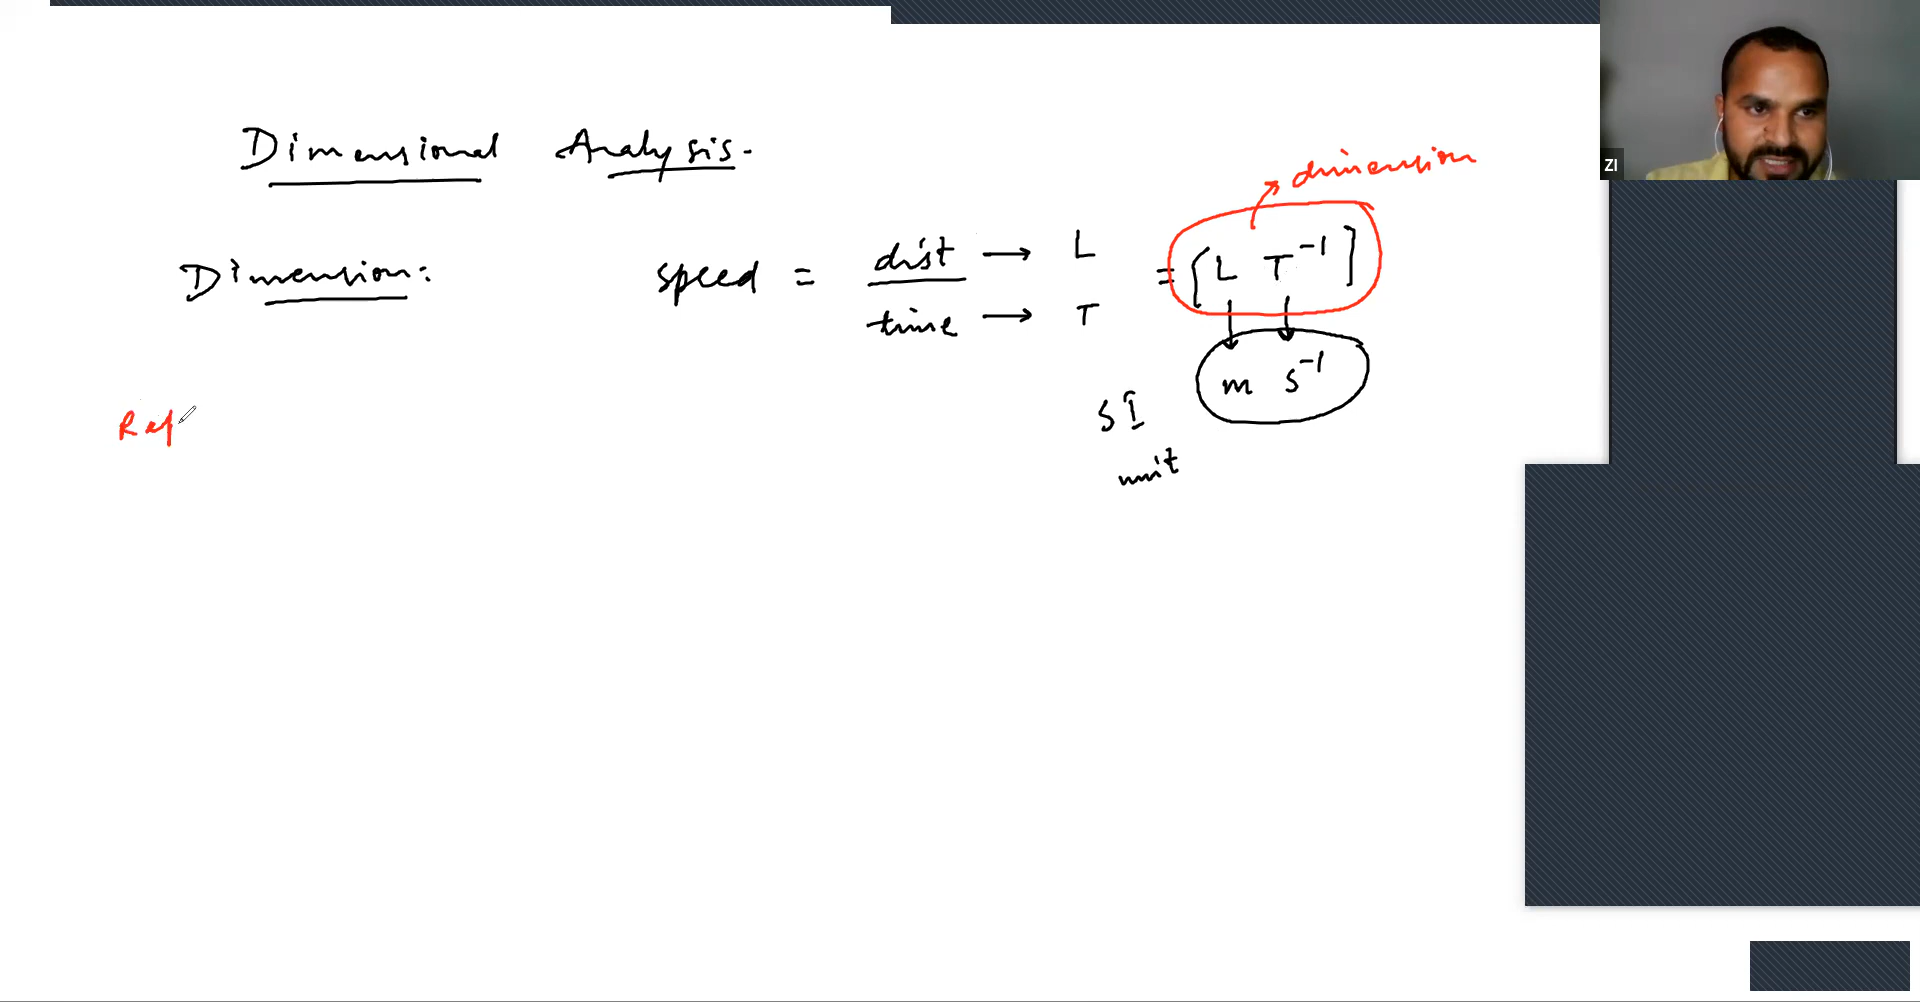 Dimensional Analysis.
dimension
Dimension: speed = dist → L = [L T⁻¹]
time → T
m s⁻¹
SI
unit
Ref
ZI